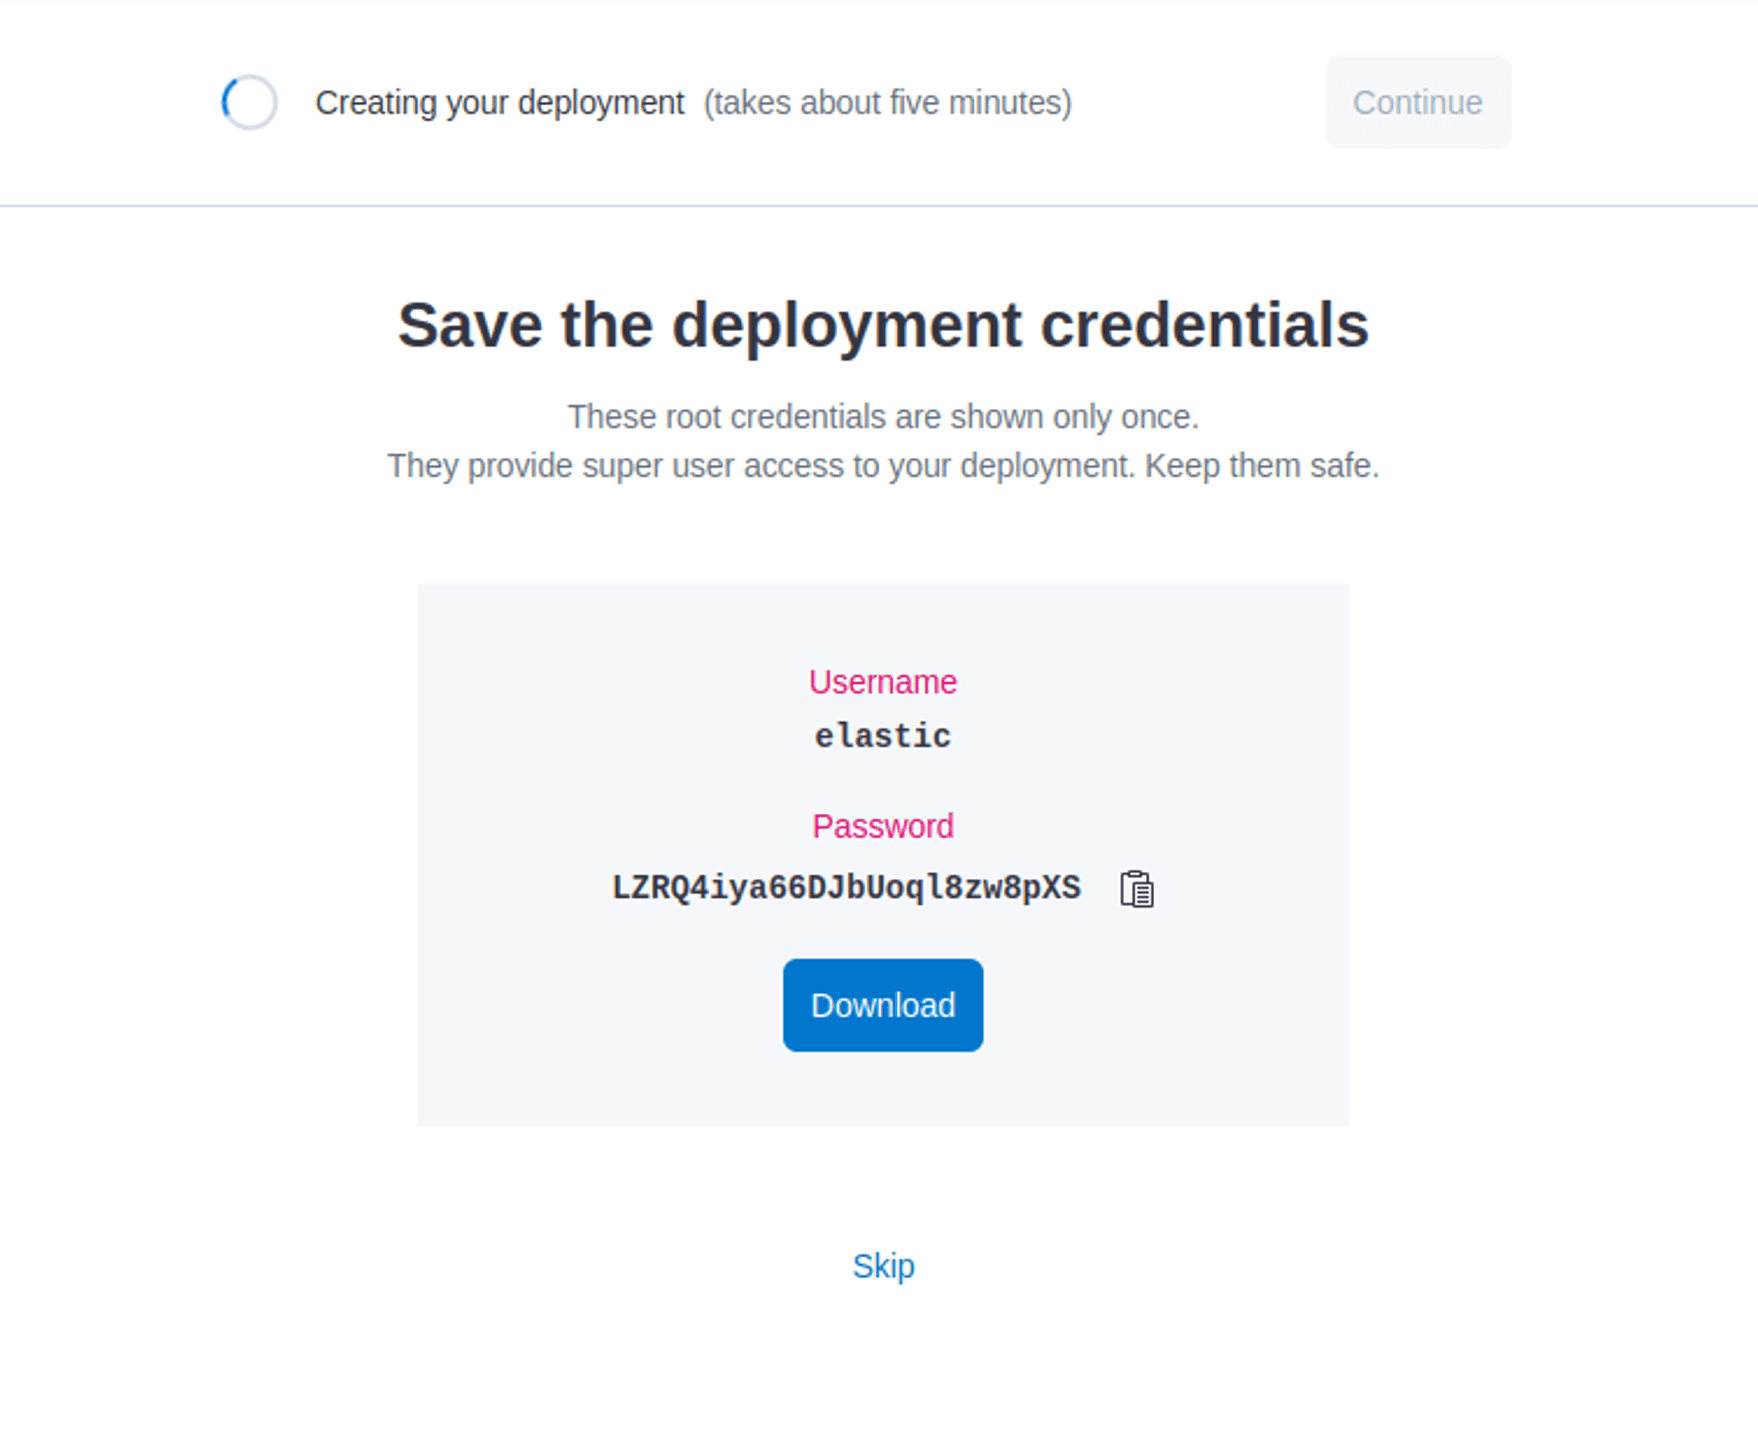 Creating your deployment (takes about five minutes)
Continue
Save the deployment credentials
These root credentials are shown only once.
They provide super user access to your deployment. Keep them safe.
Username
elastic
Password
LZRQ4iya66DJbUoql8zw8pXS
Download
Skip